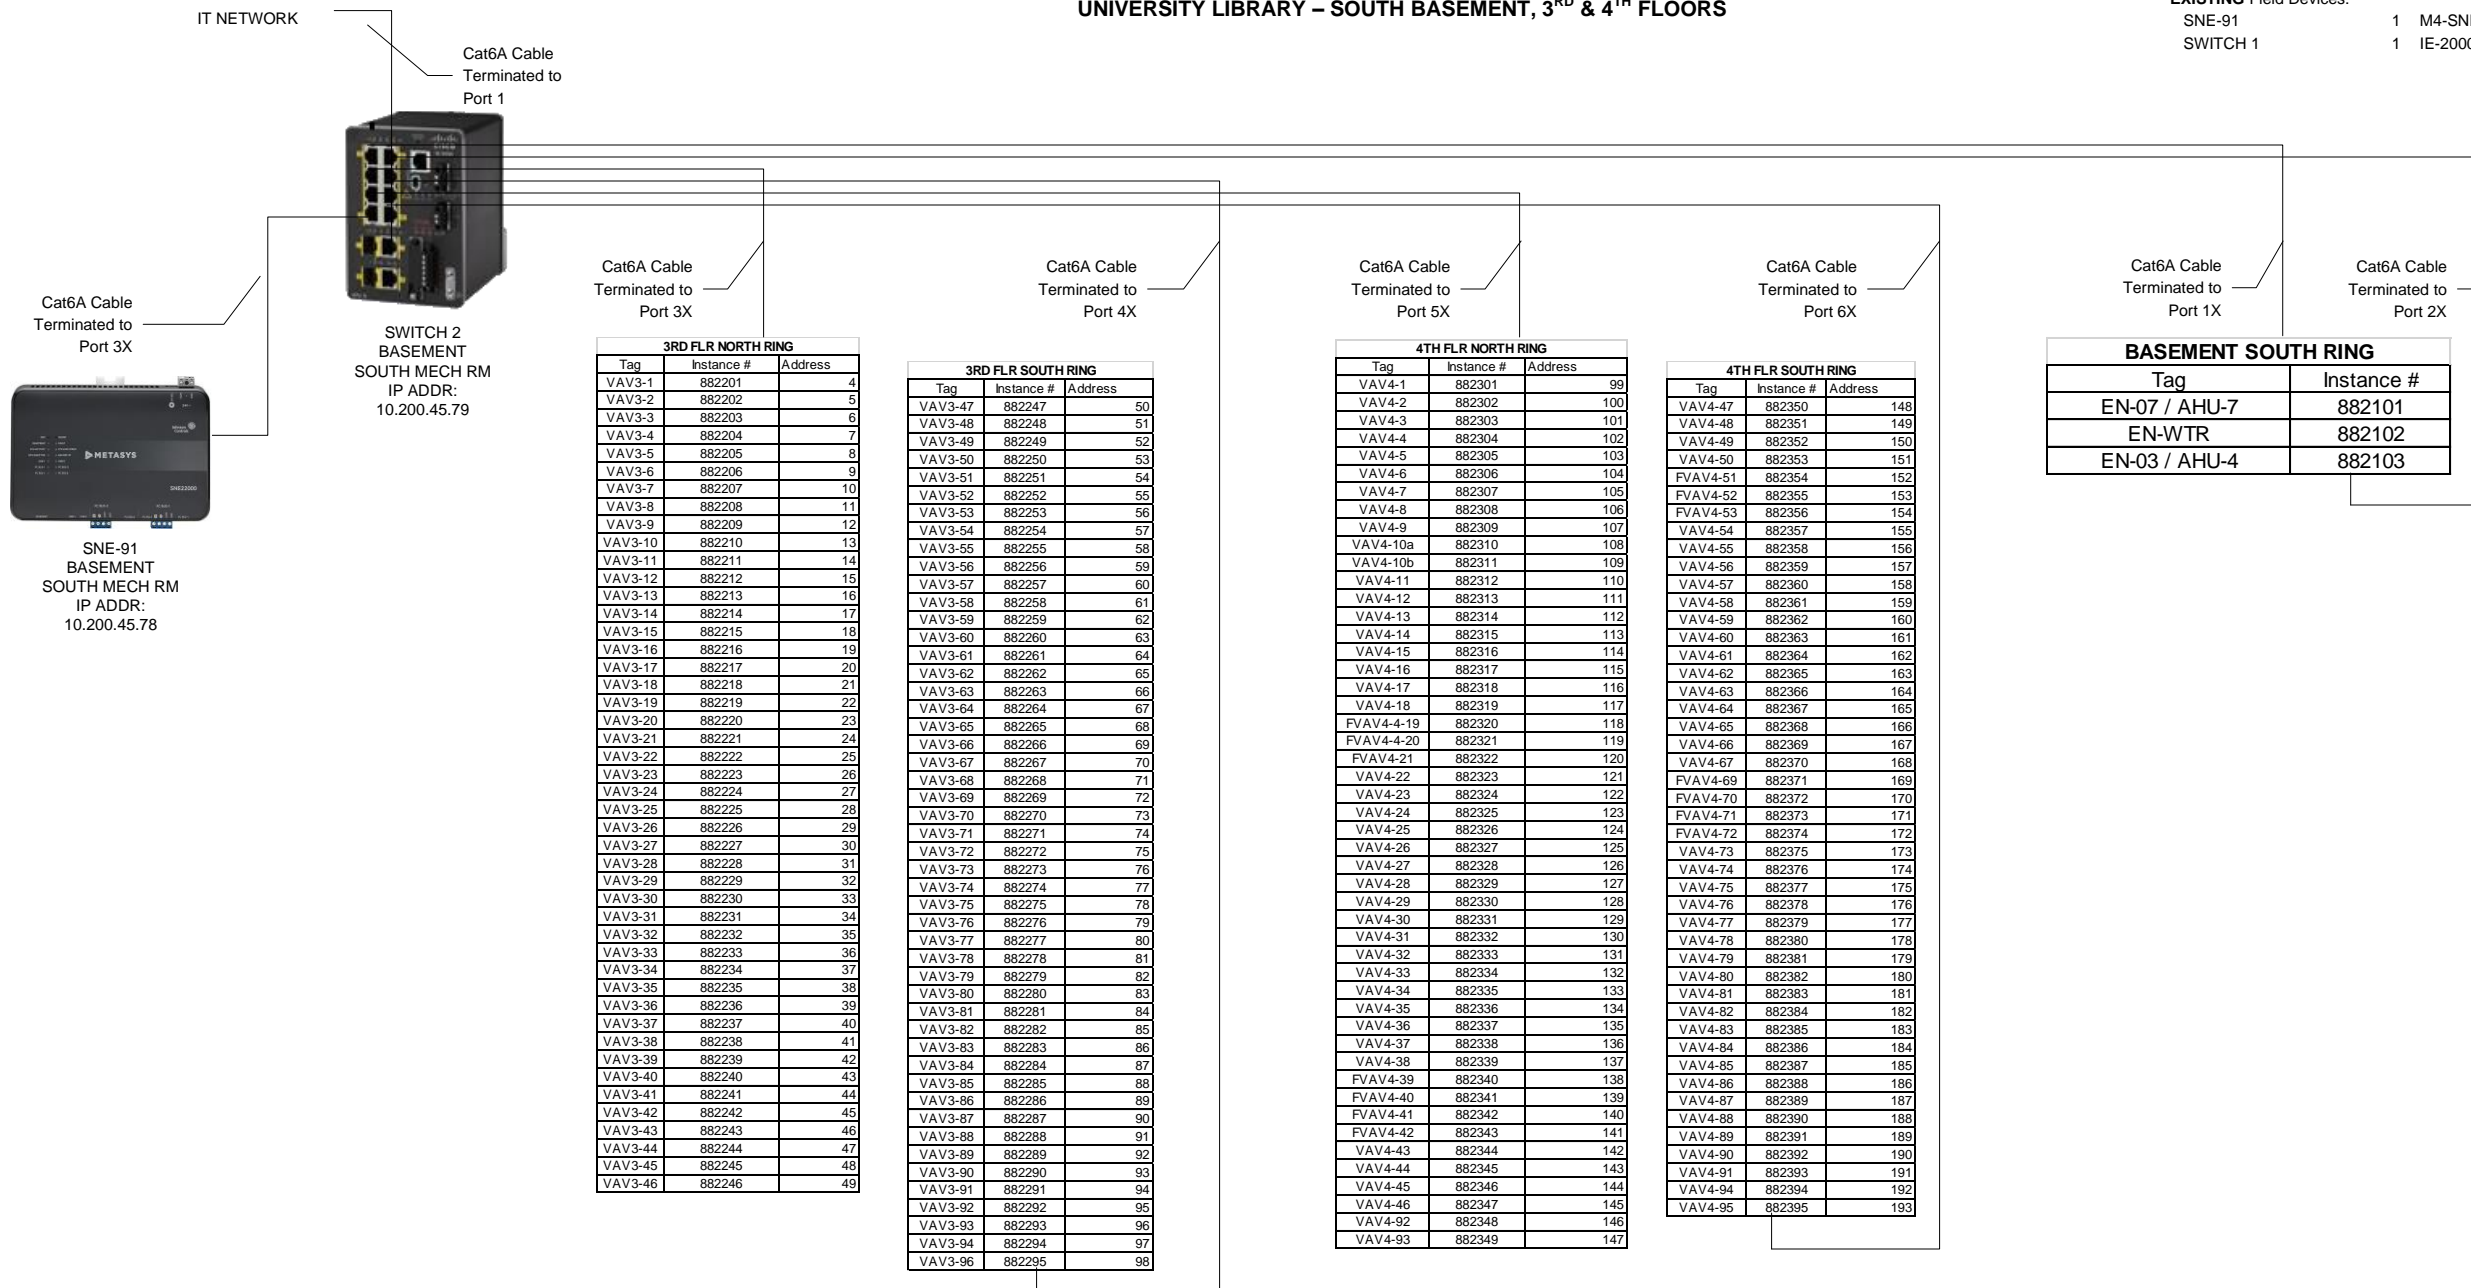 UNIVERSITY LIBRARY – SOUTH BASEMENT, 3RD & 4TH FLOORS
EXISTING Field Devices:
SNE-91 1
SWITCH 1 1
IT NETWORK
Cat6A Cable
Terminated to
Port 1
Cat6A Cable
Terminated to
Port 3X
METASYS
SNE22000
SNE-91
BASEMENT
SOUTH MECH RM
IP ADDR:
10.200.45.78
SWITCH 2
BASEMENT
SOUTH MECH RM
IP ADDR:
10.200.45.79
Cat6A Cable
Terminated to
Port 3X
3RD FLR NORTH RING
Tag Instance # Address
VAV3-1 882201 4
VAV3-2 882202 5
VAV3-3 882203 6
VAV3-4 882204 7
VAV3-5 882205 8
VAV3-6 882206 9
VAV3-7 882207 10
VAV3-8 882208 11
VAV3-9 882209 12
VAV3-10 882210 13
VAV3-11 882211 14
VAV3-12 882212 15
VAV3-13 882213 16
VAV3-14 882214 17
VAV3-15 882215 18
VAV3-16 882216 19
VAV3-17 882217 20
VAV3-18 882218 21
VAV3-19 882219 22
VAV3-20 882220 23
VAV3-21 882221 24
VAV3-22 882222 25
VAV3-23 882223 26
VAV3-24 882224 27
VAV3-25 882225 28
VAV3-26 882226 29
VAV3-27 882227 30
VAV3-28 882228 31
VAV3-29 882229 32
VAV3-30 882230 33
VAV3-31 882231 34
VAV3-32 882232 35
VAV3-33 882233 36
VAV3-34 882234 37
VAV3-35 882235 38
VAV3-36 882236 39
VAV3-37 882237 40
VAV3-38 882238 41
VAV3-39 882239 42
VAV3-40 882240 43
VAV3-41 882241 44
VAV3-42 882242 45
VAV3-43 882243 46
VAV3-44 882244 47
VAV3-45 882245 48
VAV3-46 882246 49
Cat6A Cable
Terminated to
Port 4X
3RD FLR SOUTH RING
Tag Instance # Address
VAV3-47 882247 50
VAV3-48 882248 51
VAV3-49 882249 52
VAV3-50 882250 53
VAV3-51 882251 54
VAV3-52 882252 55
VAV3-53 882253 56
VAV3-54 882254 57
VAV3-55 882255 58
VAV3-56 882256 59
VAV3-57 882257 60
VAV3-58 882258 61
VAV3-59 882259 62
VAV3-60 882260 63
VAV3-61 882261 64
VAV3-62 882262 65
VAV3-63 882263 66
VAV3-64 882264 67
VAV3-65 882265 68
VAV3-66 882266 69
VAV3-67 882267 70
VAV3-68 882268 71
VAV3-69 882269 72
VAV3-70 882270 73
VAV3-71 882271 74
VAV3-72 882272 75
VAV3-73 882273 76
VAV3-74 882274 77
VAV3-75 882275 78
VAV3-76 882276 79
VAV3-77 882277 80
VAV3-78 882278 81
VAV3-79 882279 82
VAV3-80 882280 83
VAV3-81 882281 84
VAV3-82 882282 85
VAV3-83 882283 86
VAV3-84 882284 87
VAV3-85 882285 88
VAV3-86 882286 89
VAV3-87 882287 90
VAV3-88 882288 91
VAV3-89 882289 92
VAV3-90 882290 93
VAV3-91 882291 94
VAV3-92 882292 95
VAV3-93 882293 96
VAV3-94 882294 97
VAV3-96 882295 98
Cat6A Cable
Terminated to
Port 5X
4TH FLR NORTH RING
Tag Instance # Address
VAV4-1 882301 99
VAV4-2 882302 100
VAV4-3 882303 101
VAV4-4 882304 102
VAV4-5 882305 103
VAV4-6 882306 104
VAV4-7 882307 105
VAV4-8 882308 106
VAV4-9 882309 107
VAV4-10a 882310 108
VAV4-10b 882311 109
VAV4-11 882312 110
VAV4-12 882313 111
VAV4-13 882314 112
VAV4-14 882315 113
VAV4-15 882316 114
VAV4-16 882317 115
VAV4-17 882318 116
VAV4-18 882319 117
FVAV4-4-19 882320 118
FVAV4-4-20 882321 119
FVAV4-21 882322 120
VAV4-22 882323 121
VAV4-23 882324 122
VAV4-24 882325 123
VAV4-25 882326 124
VAV4-26 882327 125
VAV4-27 882328 126
VAV4-28 882329 127
VAV4-29 882330 128
VAV4-30 882331 129
VAV4-31 882332 130
VAV4-32 882333 131
VAV4-33 882334 132
VAV4-34 882335 133
VAV4-35 882336 134
VAV4-36 882337 135
VAV4-37 882338 136
VAV4-38 882339 137
FVAV4-39 882340 138
FVAV4-40 882341 139
FVAV4-41 882342 140
FVAV4-42 882343 141
VAV4-43 882344 142
VAV4-44 882345 143
VAV4-45 882346 144
VAV4-46 882347 145
VAV4-92 882348 146
VAV4-93 882349 147
Cat6A Cable
Terminated to
Port 6X
4TH FLR SOUTH RING
Tag Instance # Address
VAV4-47 882350 148
VAV4-48 882351 149
VAV4-49 882352 150
VAV4-50 882353 151
FVAV4-51 882354 152
FVAV4-52 882355 153
FVAV4-53 882356 154
VAV4-54 882357 155
VAV4-55 882358 156
VAV4-56 882359 157
VAV4-57 882360 158
VAV4-58 882361 159
VAV4-59 882362 160
VAV4-60 882363 161
VAV4-61 882364 162
VAV4-62 882365 163
VAV4-63 882366 164
VAV4-64 882367 165
VAV4-65 882368 166
VAV4-66 882369 167
VAV4-67 882370 168
FVAV4-69 882371 169
FVAV4-70 882372 170
FVAV4-71 882373 171
FVAV4-72 882374 172
VAV4-73 882375 173
VAV4-74 882376 174
VAV4-75 882377 175
VAV4-76 882378 176
VAV4-77 882379 177
VAV4-78 882380 178
VAV4-79 882381 179
VAV4-80 882382 180
VAV4-81 882383 181
VAV4-82 882384 182
VAV4-83 882385 183
VAV4-84 882386 184
VAV4-85 882387 185
VAV4-86 882388 186
VAV4-87 882389 187
VAV4-88 882390 188
VAV4-89 882391 189
VAV4-90 882392 190
VAV4-91 882393 191
VAV4-94 882394 192
VAV4-95 882395 193
Cat6A Cable
Terminated to
Port 1X
Cat6A Cable
Terminated to
Port 2X
BASEMENT SOUTH RING
Tag Instance #
EN-07 / AHU-7 882101
EN-WTR 882102
EN-03 / AHU-4 882103